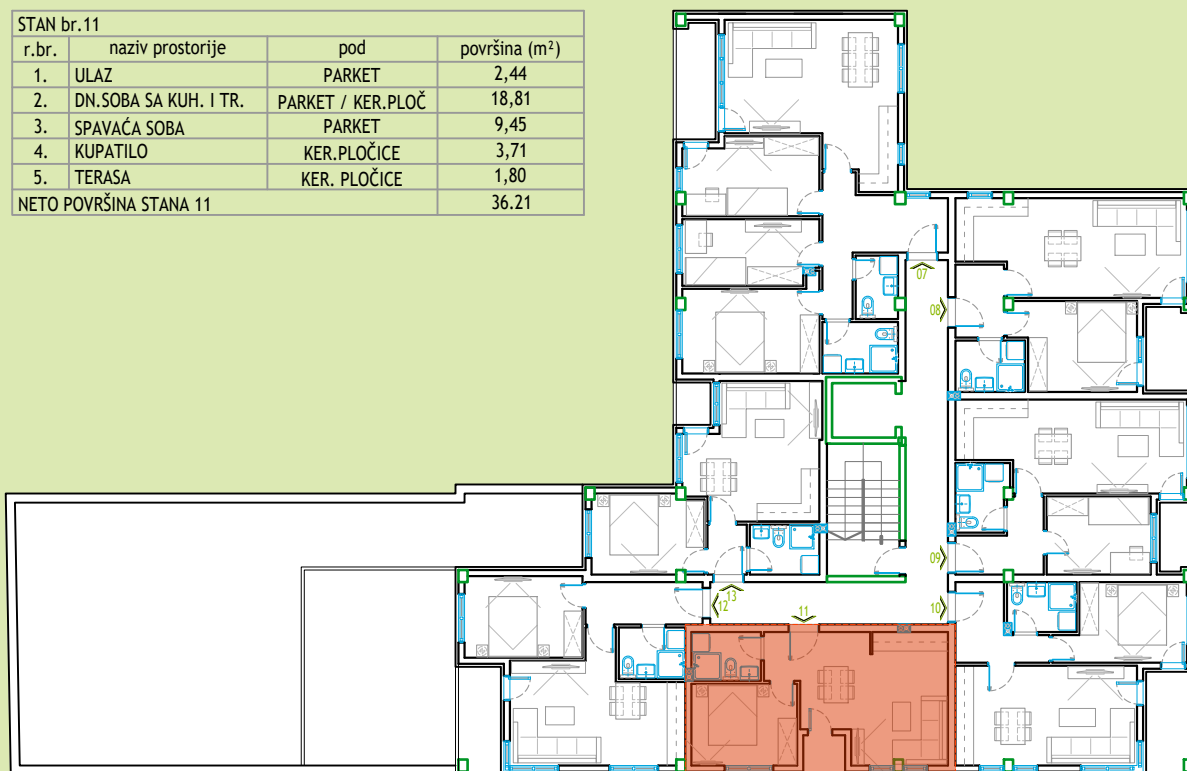 STAN br.11
r.br. naziv prostorije pod površina (m²)
1. ULAZ PARKET 2,44
2. DN.SOBA SA KUH. I TR. PARKET / KER.PLOČ 18,81
3. SPAVAĆA SOBA PARKET 9,45
4. KUPATILO KER.PLOČICE 3,71
5. TERASA KER. PLOČICE 1,80
NETO POVRŠINA STANA 11 36.21
07
08
09
13
12
11
10